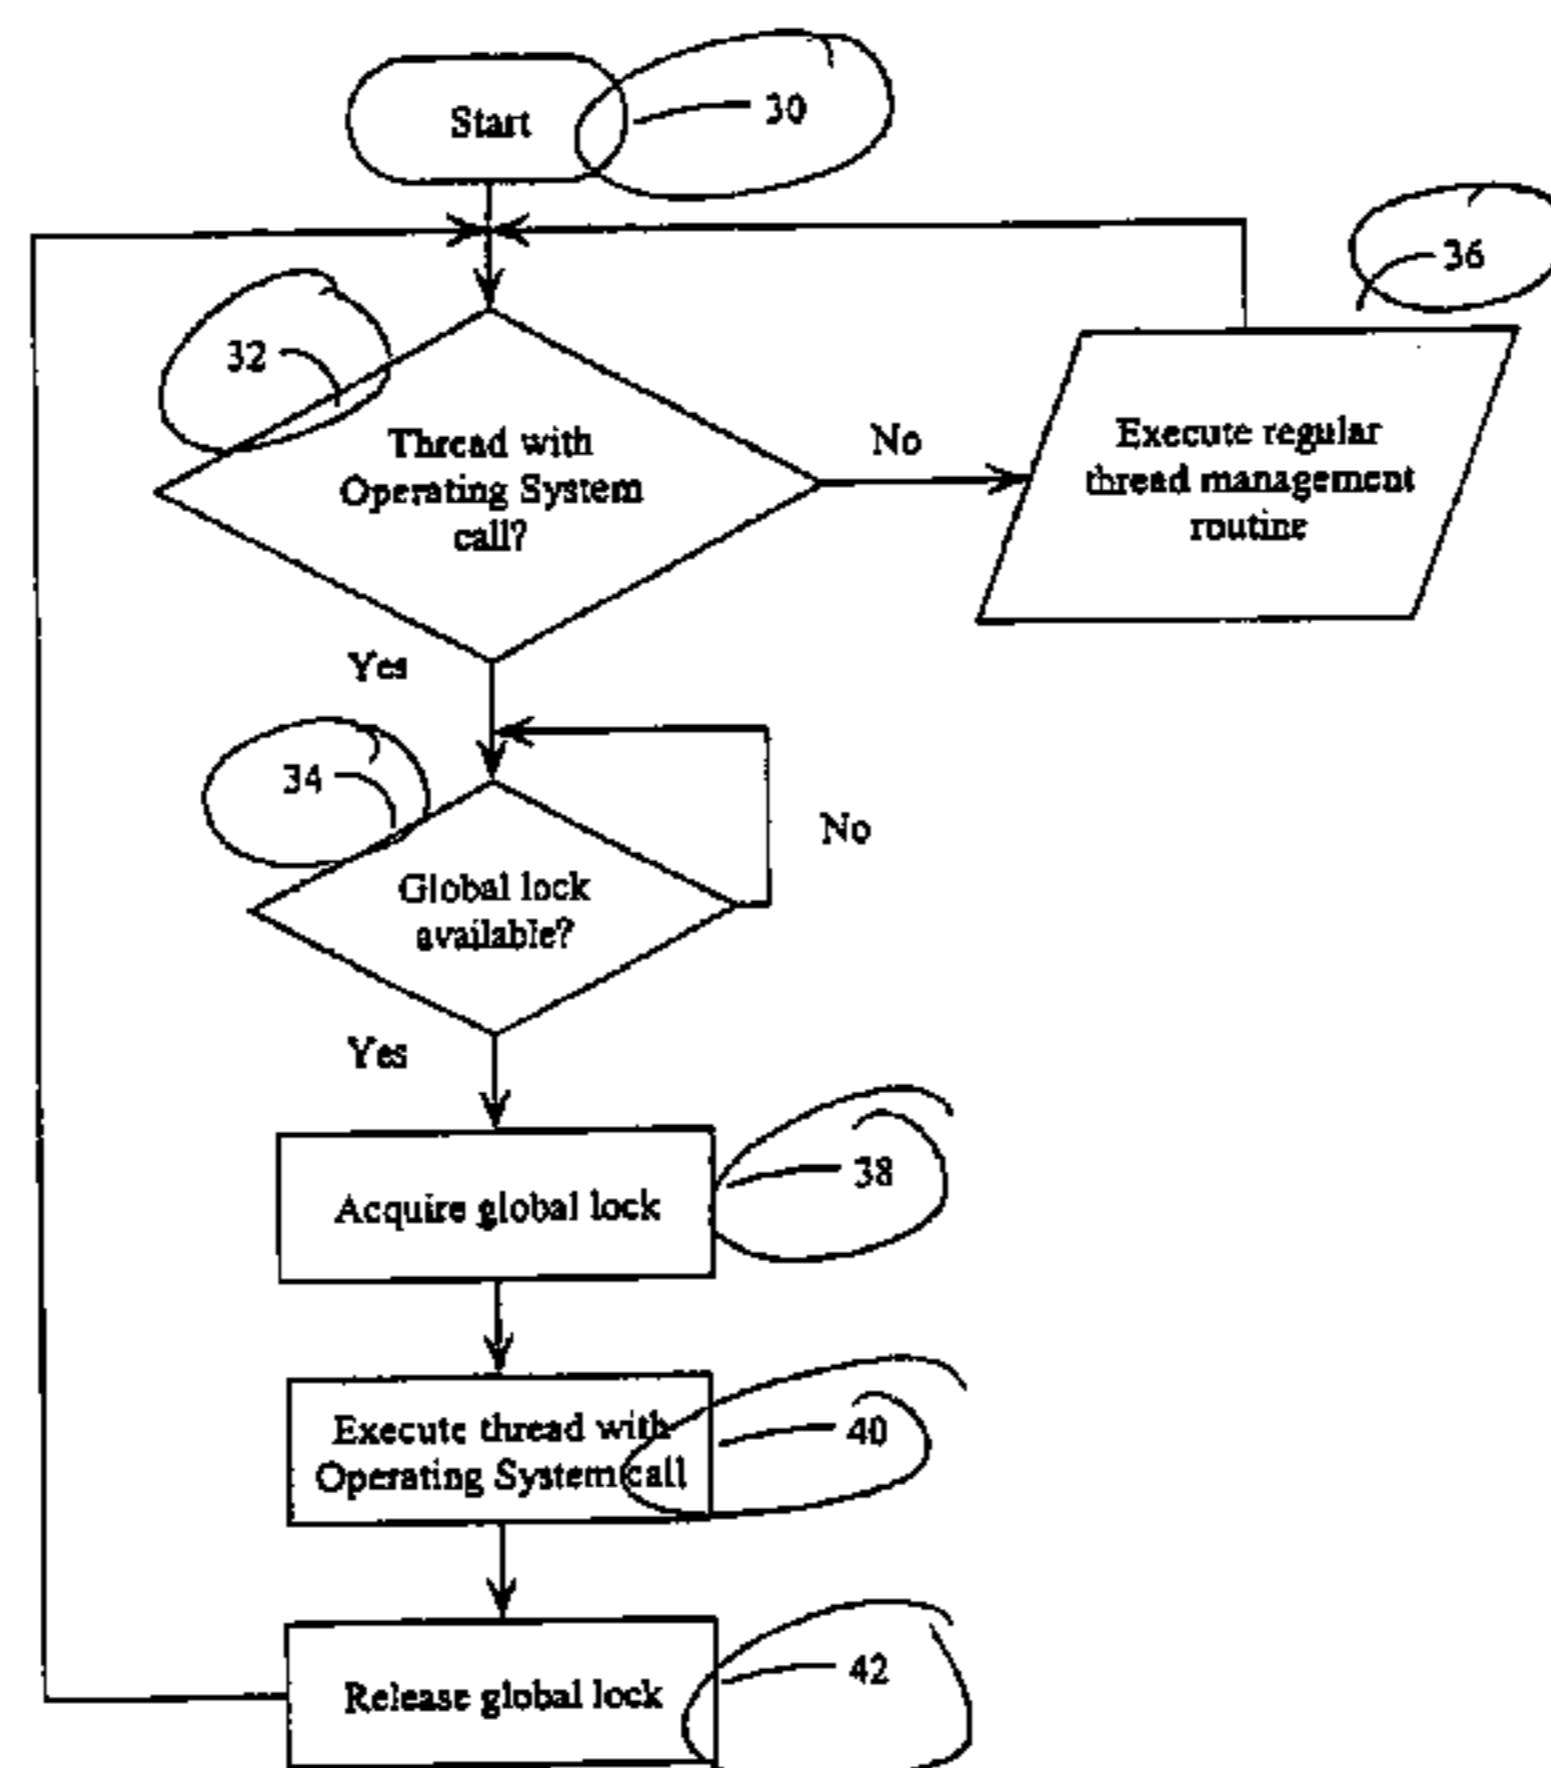 Start
30
36
32
Thread with
Operating System
call?
No
Execute regular
thread management
routine
Yes
34
No
Global lock
available?
Yes
38
Acquire global lock
40
Execute thread with
Operating System call
42
Release global lock